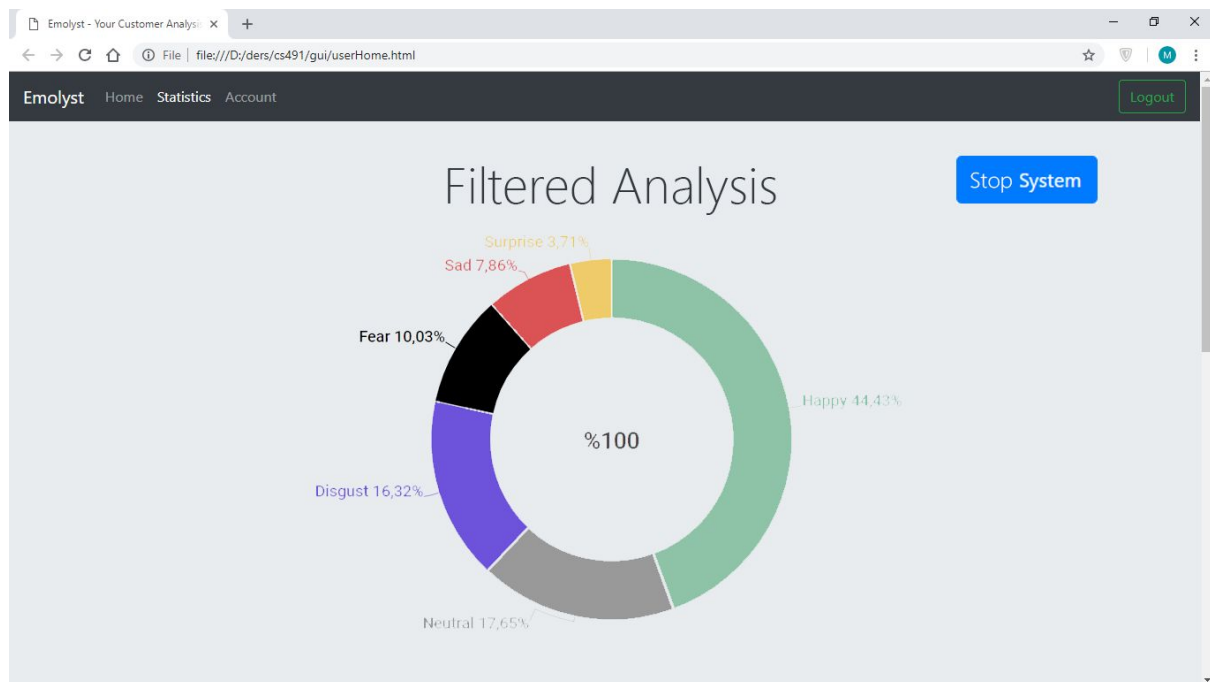 Emolyst - Your Customer Analysi
File | file:///D:/ders/cs491/gui/userHome.html
M
Emolyst Home Statistics Account Logout
Filtered Analysis
Stop System
Surprise 3,71%
Sad 7,86%
Fear 10,03%
Happy 44,43%
%100
Disgust 16,32%
Neutral 17,65%